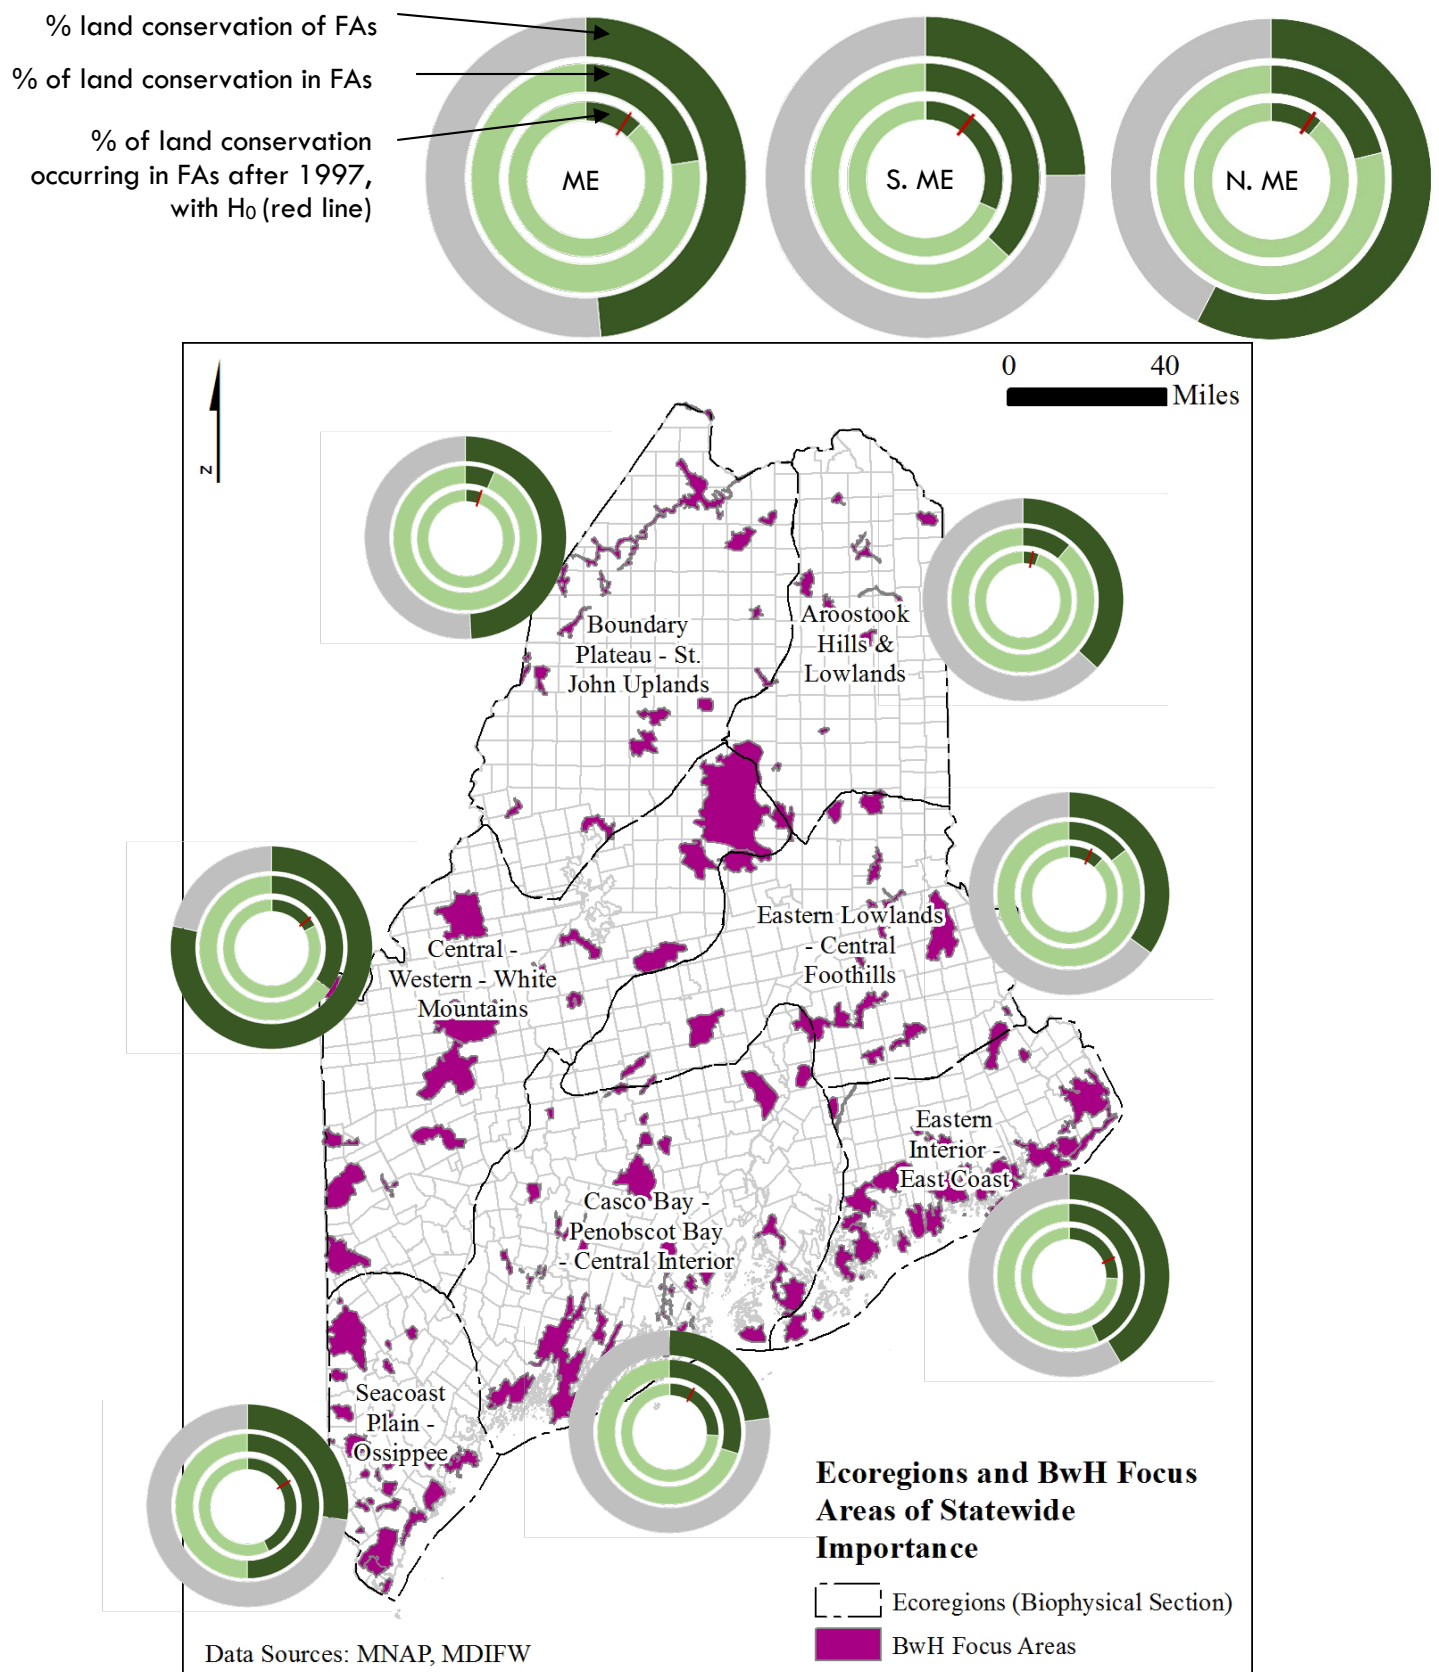 % land conservation of FAs
% of land conservation in FAs
% of land conservation
occurring in FAs after 1997,
with H0 (red line)
ME
S. ME
N. ME
0 40
Miles
N
Boundary
Plateau - St.
John Uplands
Aroostook
Hills &
Lowlands
Eastern Lowlands
- Central
Foothills
Central -
Western - White
Mountains
Eastern
Interior -
East Coast
Casco Bay -
Penobscot Bay
- Central Interior
Seacoast
Plain -
Ossippee
Ecoregions and BwH Focus
Areas of Statewide
Importance
Ecoregions (Biophysical Section)
BwH Focus Areas
Data Sources: MNAP, MDIFW